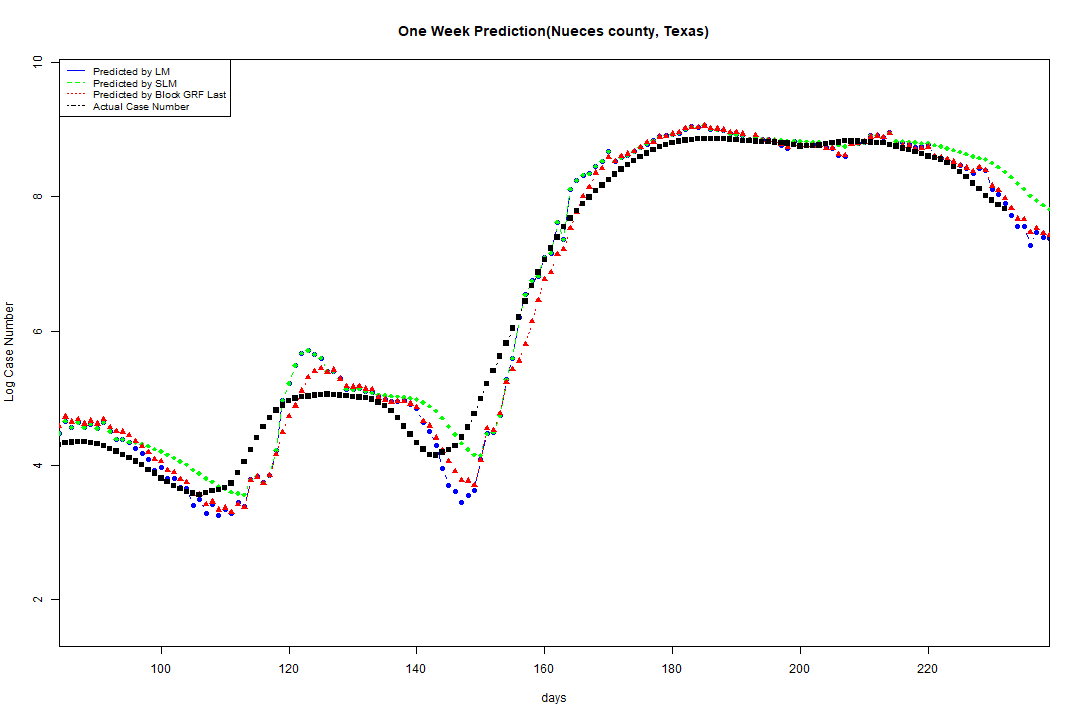 One Week Prediction(Nueces county, Texas)
Predicted by LM
Predicted by SLM
Predicted by Block GRF Last
Actual Case Number
10
8
6
4
2
Log Case Number
100 120 140 160 180 200 220
days